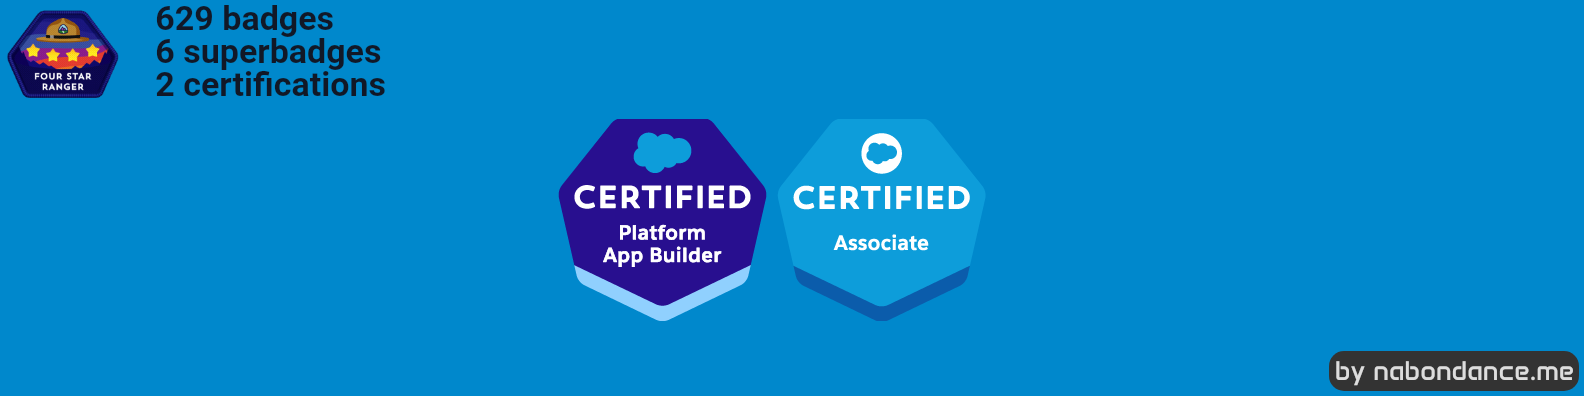 629 badges
6 superbadges
2 certifications
FOUR STAR
RANGER
CERTIFIED
Platform
App Builder
CERTIFIED
Associate
by nabondance.me